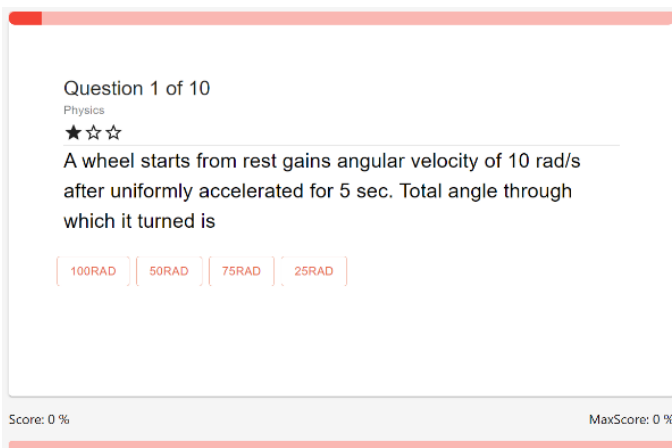 Question 1 of 10
Physics
A wheel starts from rest gains angular velocity of 10 rad/s
after uniformly accelerated for 5 sec. Total angle through
which it turned is
100RAD 50RAD 75RAD 25RAD
Score: 0 % MaxScore: 0 %